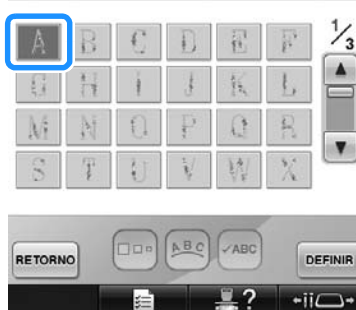 A B C D E F 1/3
G H I J K L
M N O P Q R
S T U V W X
RETORNO ABC ✓ABC DEFINIR
?